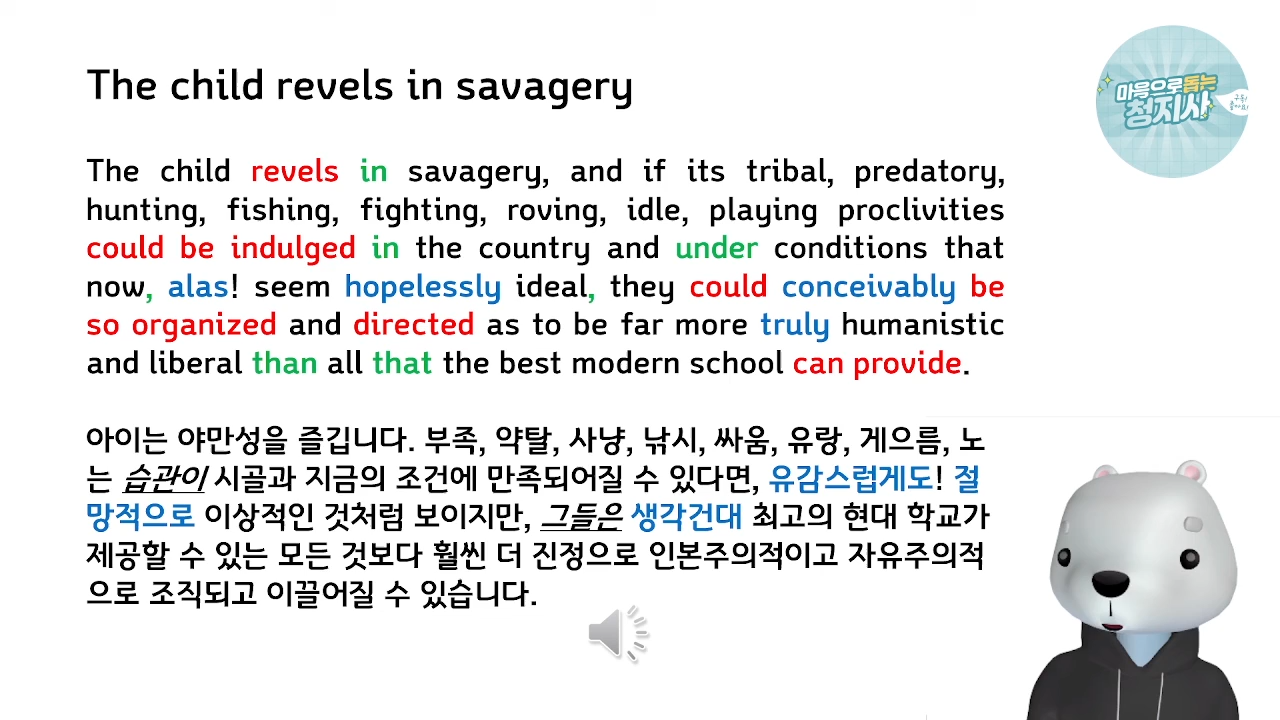 The child revels in savagery
마음으로돕는
청지사
The child revels in savagery, and if its tribal, predatory,
hunting, fishing, fighting, roving, idle, playing proclivities
could be indulged in the country and under conditions that
now, alas! seem hopelessly ideal, they could conceivably be
so organized and directed as to be far more truly humanistic
and liberal than all that the best modern school can provide.
아이는 야만성을 즐깁니다. 부족, 약탈, 사냥, 낚시, 싸움, 유랑, 게으름, 노
는 습관이 시골과 지금의 조건에 만족되어질 수 있다면, 유감스럽게도! 절
망적으로 이상적인 것처럼 보이지만, 그들은 생각건대 최고의 현대 학교가
제공할 수 있는 모든 것보다 훨씬 더 진정으로 인본주의적이고 자유주의적
으로 조직되고 이끌어질 수 있습니다.